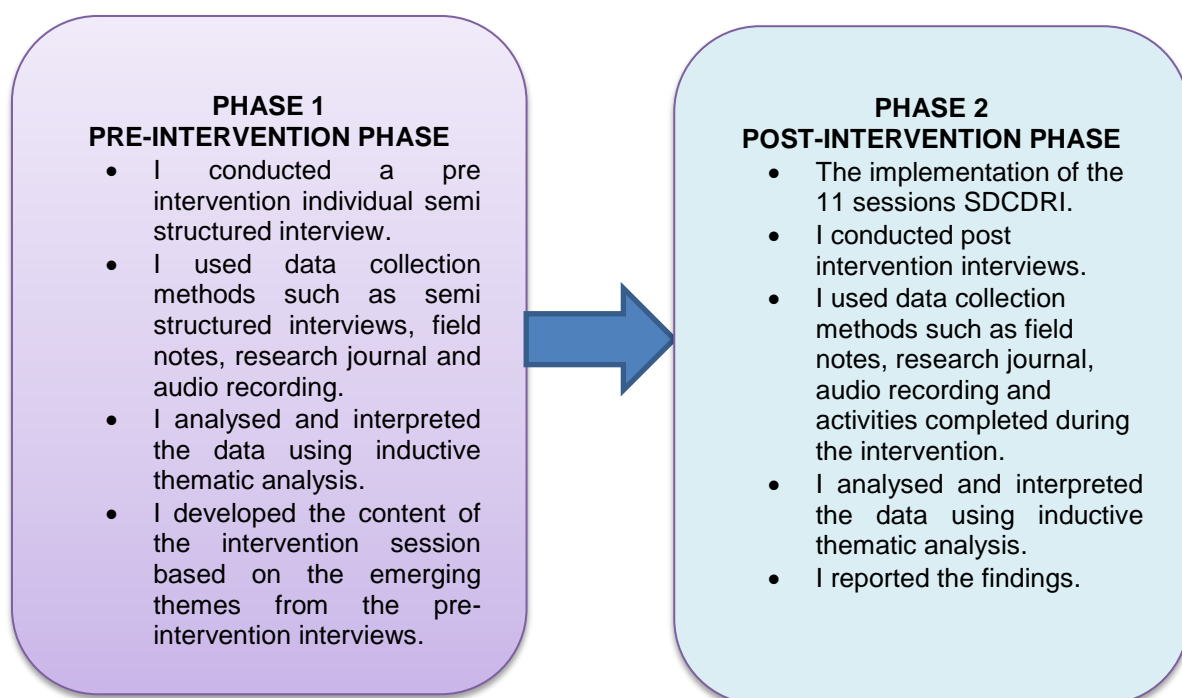 PHASE 1
PRE-INTERVENTION PHASE
• I conducted a pre
intervention individual semi
structured interview.
• I used data collection
methods such as semi
structured interviews, field
notes, research journal and
audio recording.
• I analysed and interpreted
the data using inductive
thematic analysis.
• I developed the content of
the intervention session
based on the emerging
themes from the pre-
intervention interviews.
PHASE 2
POST-INTERVENTION PHASE
• The implementation of the
11 sessions SDCDRI.
• I conducted post
intervention interviews.
• I used data collection
methods such as field
notes, research journal,
audio recording and
activities completed during
the intervention.
• I analysed and interpreted
the data using inductive
thematic analysis.
• I reported the findings.